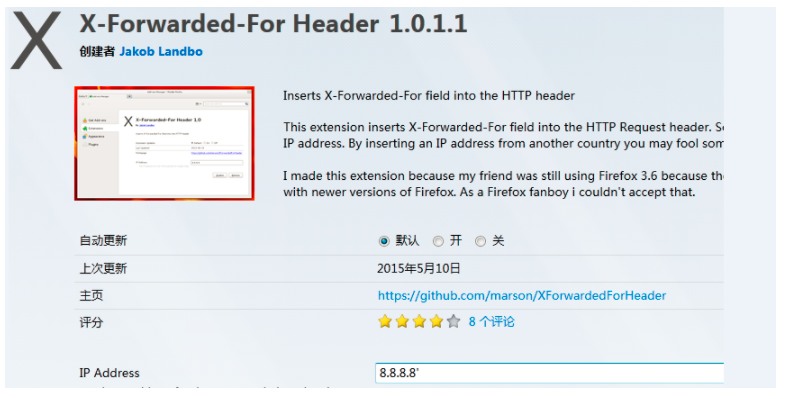 X
X-Forwarded-For Header 1.0.1.1
创建者 Jakob Landbo
X-Forwarded-For Header 1.0
Inserts X-Forwarded-For field into the HTTP header
This extension inserts X-Forwarded-For field into the HTTP Request header.
IP address. By inserting an IP address from another country you may fool som
I made this extension because my friend was still using Firefox 3.6 because th
with newer versions of Firefox. As a Firefox fanboy i couldn't accept that.
自动更新 默认 开 关
上次更新 2015年5月10日
主页 https://github.com/marson/XForwardedForHeader
评分 8 个评论
IP Address 8.8.8.8'